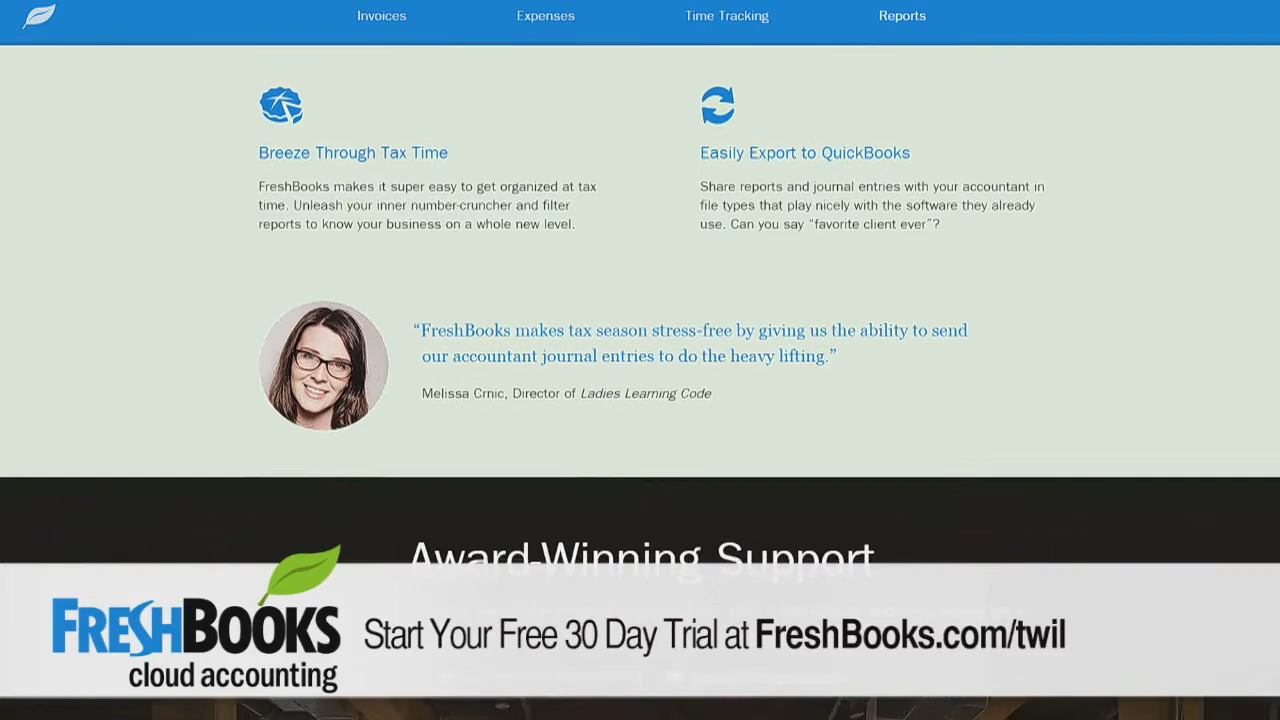 Invoices Expenses Time Tracking Reports
Breeze Through Tax Time
FreshBooks makes it super easy to get organized at tax
time. Unleash your inner number-cruncher and filter
reports to know your business on a whole new level.
Easily Export to QuickBooks
Share reports and journal entries with your accountant in
file types that play nicely with the software they already
use. Can you say “favorite client ever”?
“FreshBooks makes tax season stress-free by giving us the ability to send
our accountant journal entries to do the heavy lifting.”
Melissa Crnic, Director of Ladies Learning Code
Award-Winning Support
FRESHBOOKS
cloud accounting
Start Your Free 30 Day Trial at FreshBooks.com/twil